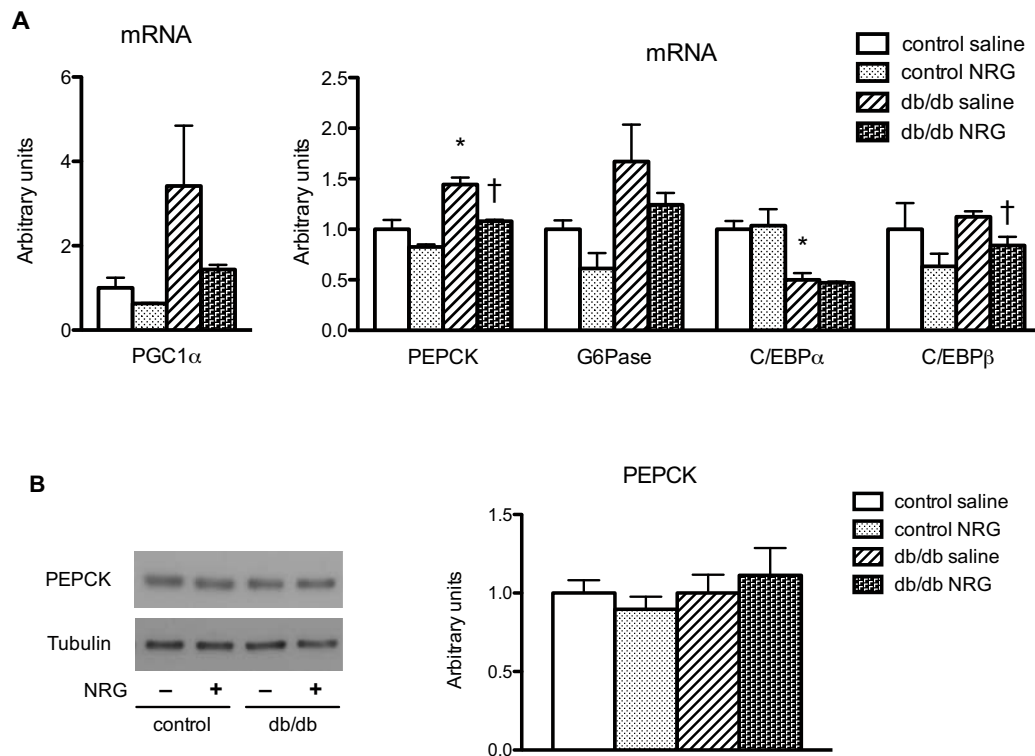 A
mRNA
6
4
2
0
Arbitrary units
PGC1α
mRNA
2.5
2.0
1.5
1.0
0.5
0.0
Arbitrary units
*
†
*
†
PEPCK G6Pase C/EBPα C/EBPβ
control saline
control NRG
db/db saline
db/db NRG
B
PEPCK
Tubulin
NRG – + – +
control db/db
PEPCK
1.5
1.0
0.5
0.0
Arbitrary units
control saline
control NRG
db/db saline
db/db NRG